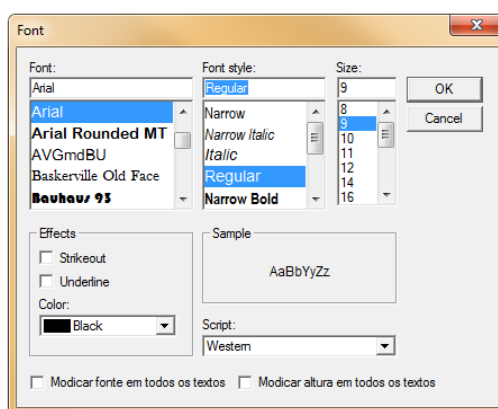 Font
Font: Font style: Size:
Arial Regular 9 OK
Arial Narrow 8 Cancel
Arial Rounded MT Narrow Italic 9
AVGmdBU Italic 10
Baskerville Old Face Regular 11
Bauhaus 93 Narrow Bold 12
14
16
Effects Sample
Strikeout
Underline AaBbYyZz
Color:
Black
Script:
Western
Modicar fonte em todos os textos Modicar altura em todos os textos